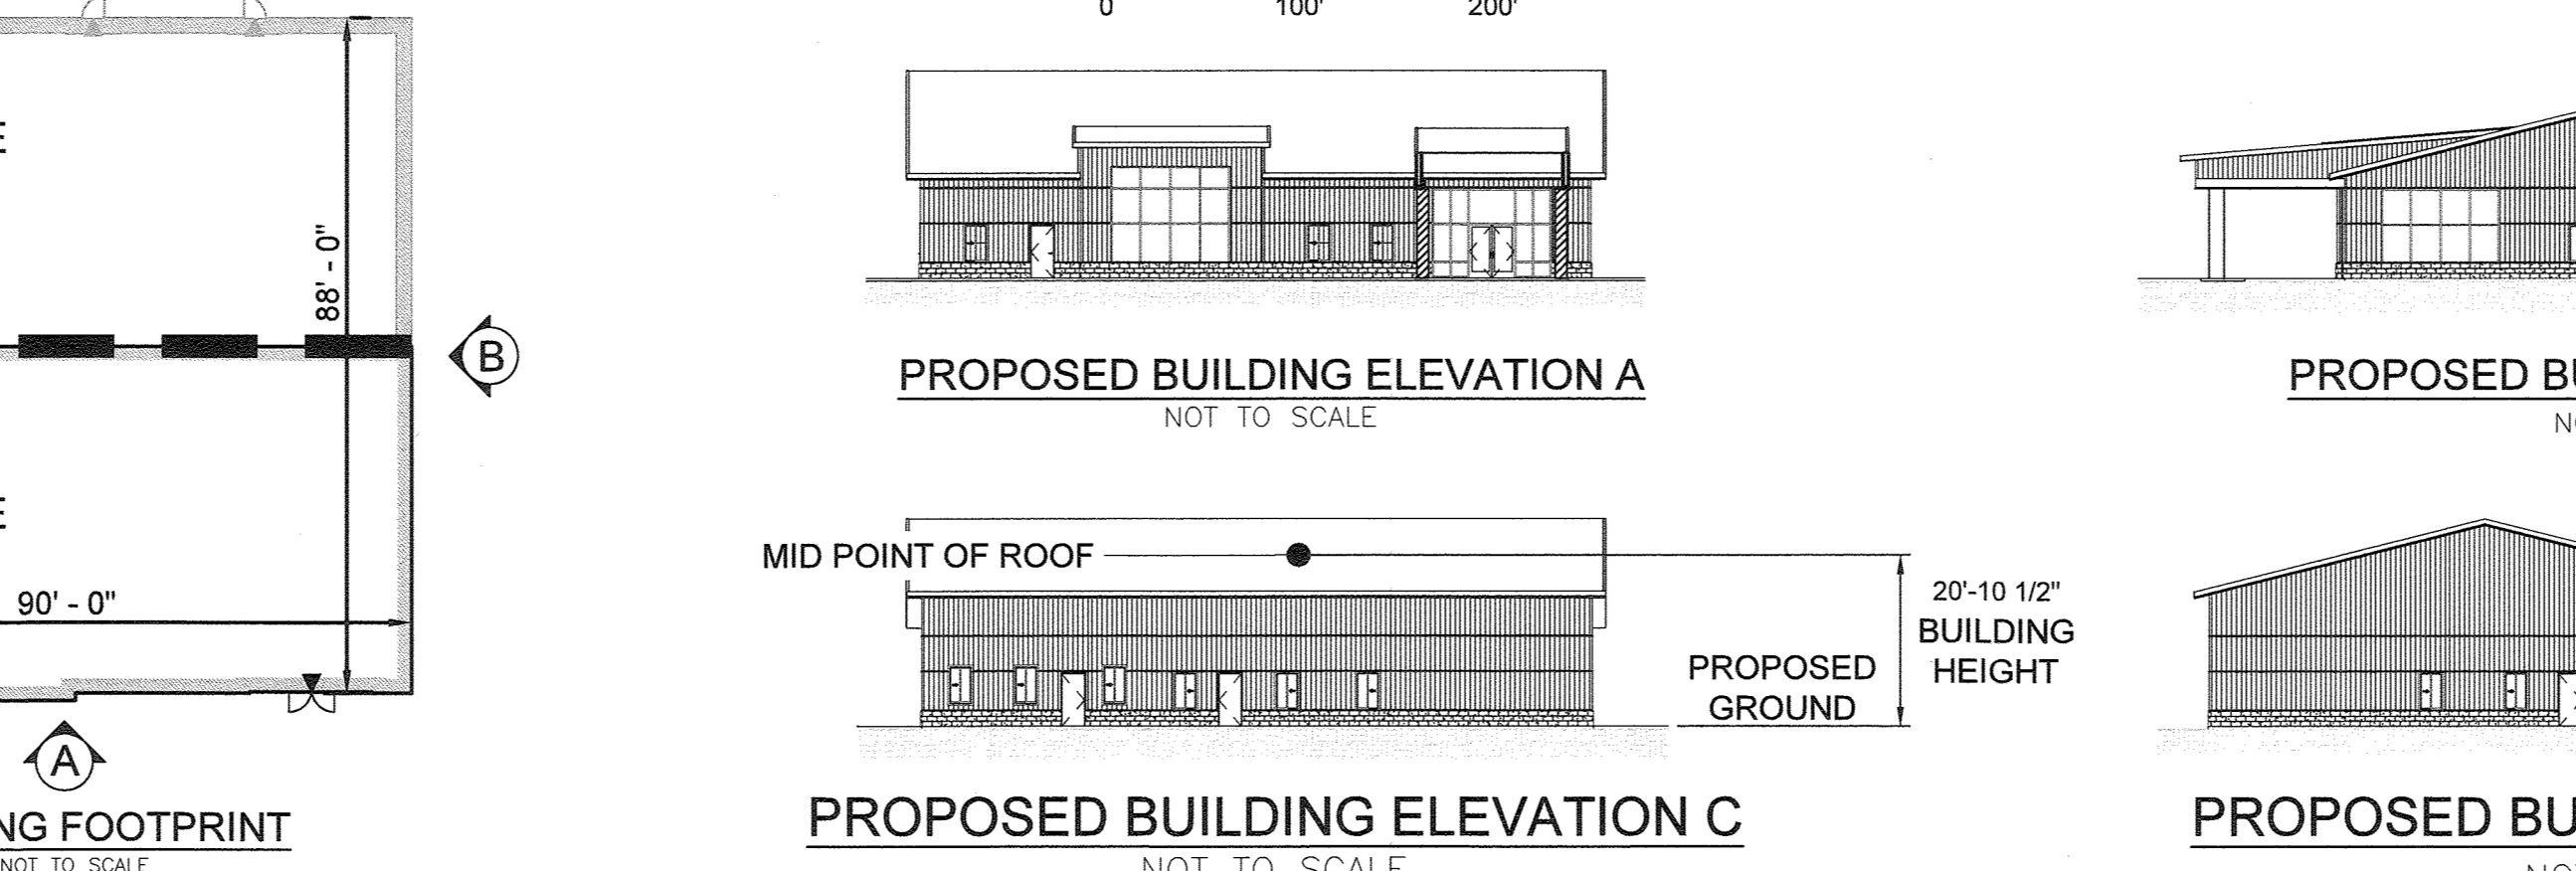 0 100' 200'
E
88' - 0"
B
PROPOSED BUILDING ELEVATION A
NOT TO SCALE
PROPOSED BU
E
MID POINT OF ROOF
90' - 0"
20'-10 1/2"
BUILDING
HEIGHT
PROPOSED
GROUND
A
NG FOOTPRINT
NOT TO SCALE
PROPOSED BUILDING ELEVATION C
NOT TO SCALE
PROPOSED BU